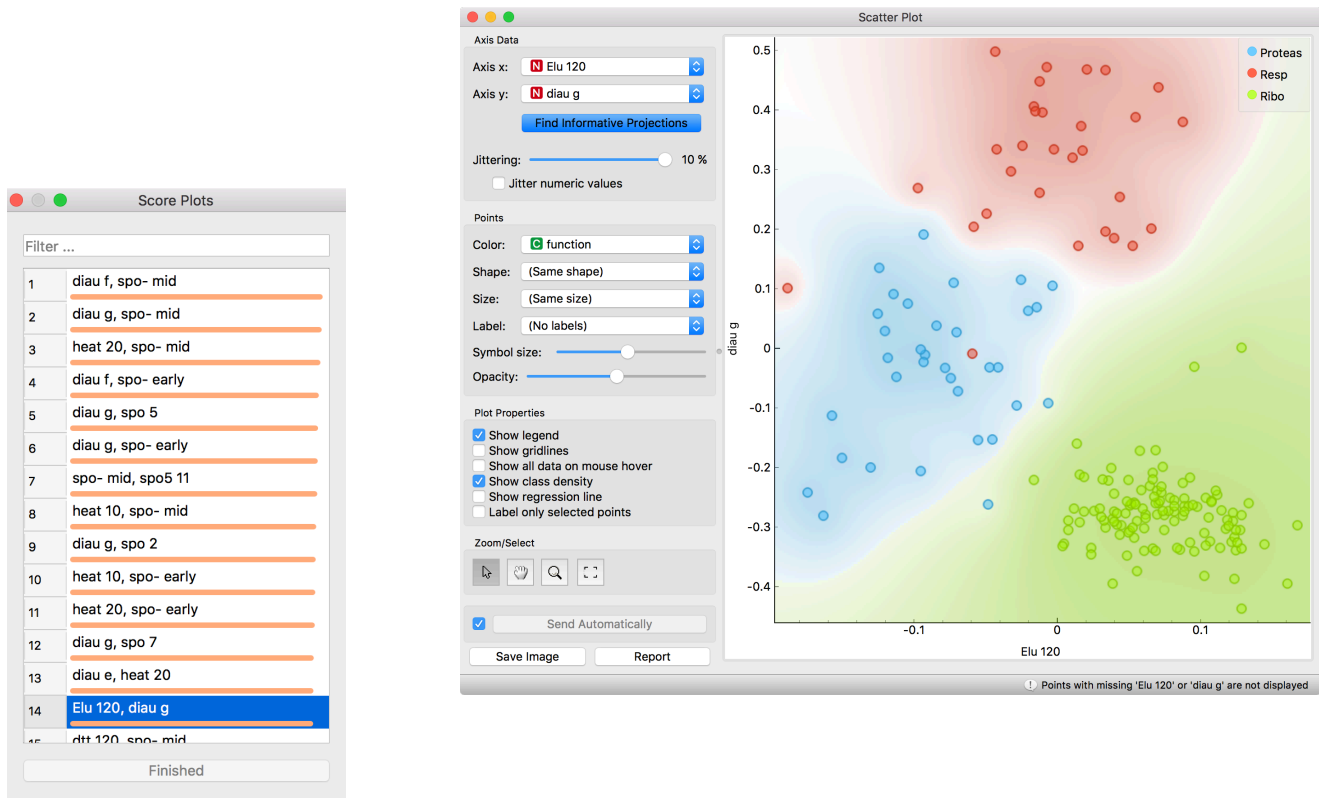 Score Plots
Filter ...
1 diau f, spo- mid
2 diau g, spo- mid
3 heat 20, spo- mid
4 diau f, spo- early
5 diau g, spo 5
6 diau g, spo- early
7 spo- mid, spo5 11
8 heat 10, spo- mid
9 diau g, spo 2
10 heat 10, spo- early
11 heat 20, spo- early
12 diau g, spo 7
13 diau e, heat 20
14 Elu 120, diau g
15 dtt 120, spo- mid
Finished
Scatter Plot
Axis Data
Axis x: N Elu 120
Axis y: N diau g
Find Informative Projections
Jittering: 10 %
Jitter numeric values
Points
Color: C function
Shape: (Same shape)
Size: (Same size)
Label: (No labels)
Symbol size:
Opacity:
Plot Properties
Show legend
Show gridlines
Show all data on mouse hover
Show class density
Show regression line
Label only selected points
Zoom/Select
Send Automatically
Save Image Report
diau g
0.5
0.4
0.3
0.2
0.1
0
-0.1
-0.2
-0.3
-0.4
Proteas
Resp
Ribo
-0.1 0 0.1
Elu 120
Points with missing 'Elu 120' or 'diau g' are not displayed